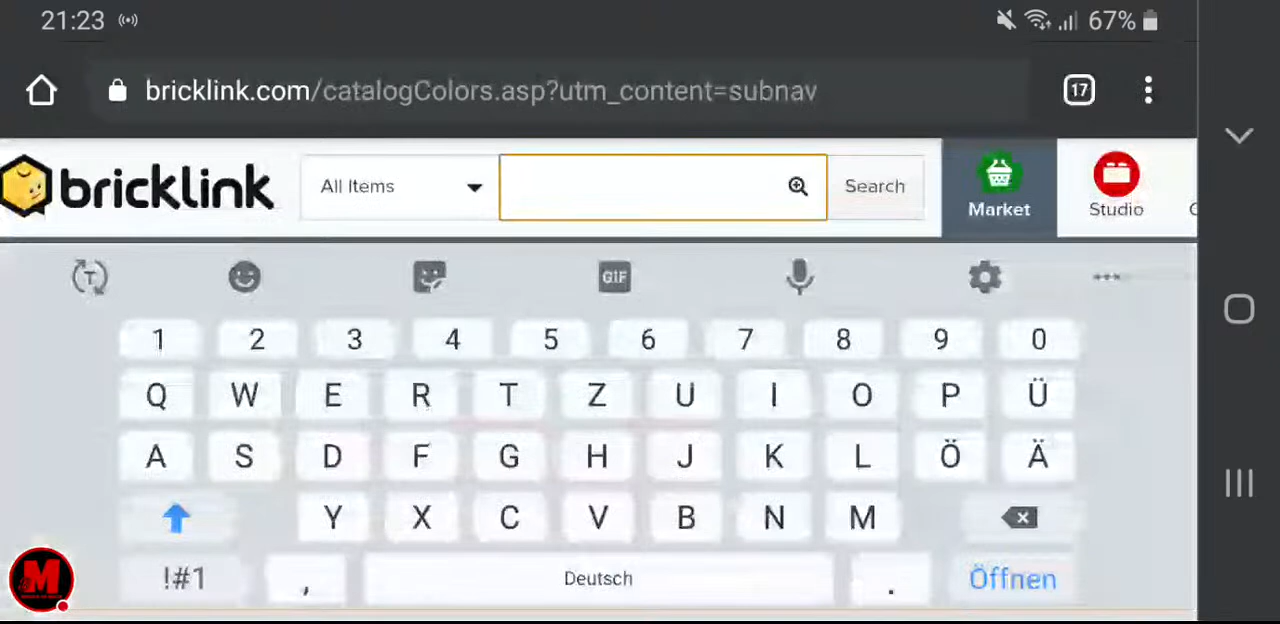 21:23 67%
bricklink.com/catalogColors.asp?utm_content=subnav 17
bricklink All Items Search Market Studio
GIF
1 2 3 4 5 6 7 8 9 0
Q W E R T Z U I O P Ü
A S D F G H J K L Ö Ä
Y X C V B N M
!#1 , Deutsch . Öffnen
M